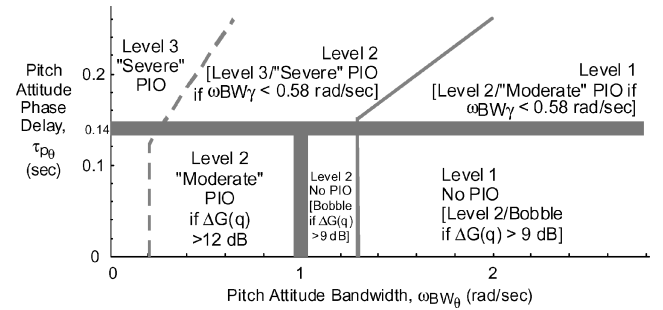 Pitch
Attitude
Phase
Delay,
τpθ
(sec)
0.2
0.14
0.1
0
Level 3
"Severe"
PIO
Level 2
[Level 3/"Severe" PIO
if ωBWγ < 0.58 rad/sec]
Level 1
[Level 2/"Moderate" PIO if
ωBWγ < 0.58 rad/sec]
Level 2
"Moderate"
PIO
if ΔG(q)
>12 dB
Level 2
No PIO
[Bobble
if ΔG(q)
>9 dB]
Level 1
No PIO
[Level 2/Bobble
if ΔG(q) > 9 dB]
0
1
2
Pitch Attitude Bandwidth, ωBWθ (rad/sec)